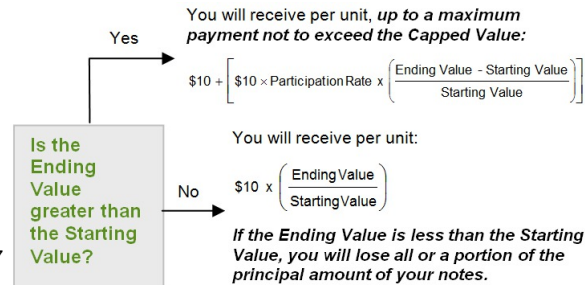 You will receive per unit, up to a maximum
Yes
payment not to exceed the Capped Value:
$10 + [$10 × Participation Rate x (Ending Value - Starting Value / Starting Value)]
Is the
Ending
Value
greater than
the Starting
Value?
No
You will receive per unit:
$10 x (Ending Value / Starting Value)
If the Ending Value is less than the Starting
Value, you will lose all or a portion of the
principal amount of your notes.